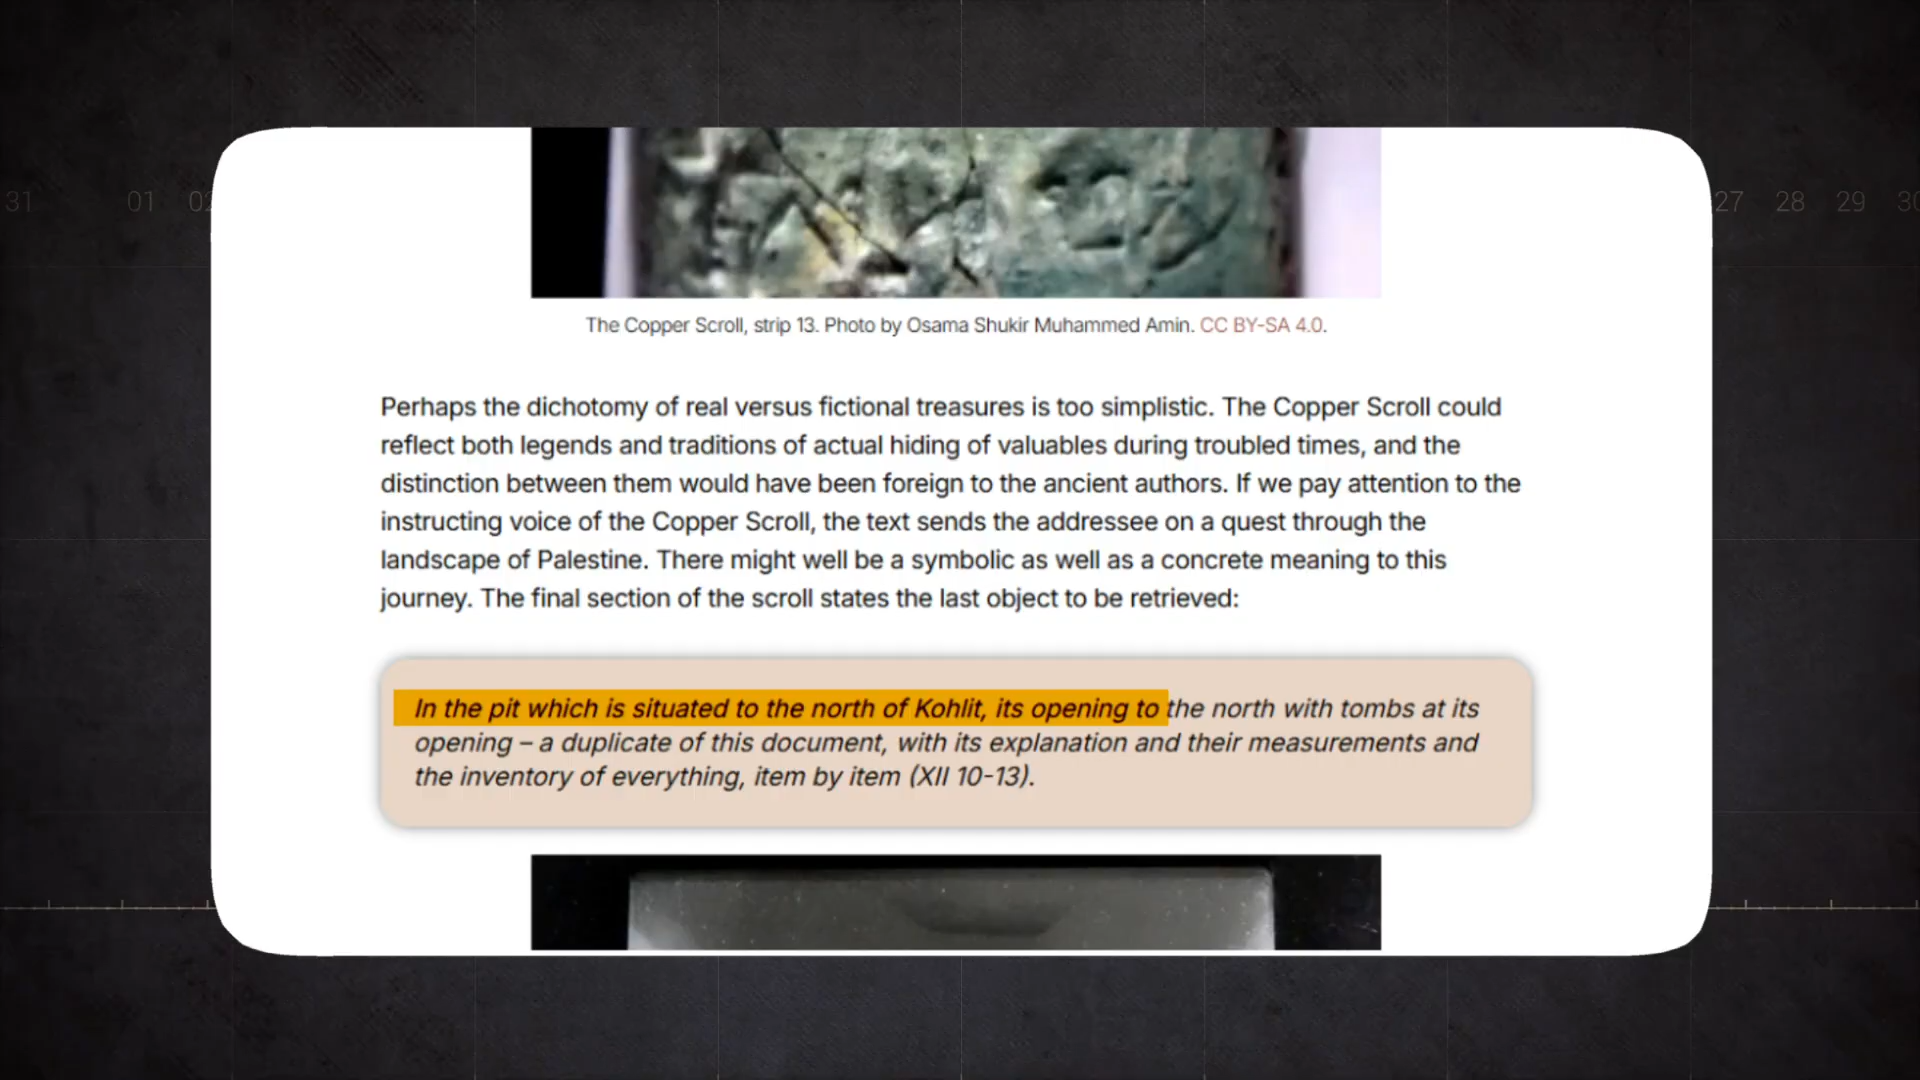 31 01 02 27 28 29 30
The Copper Scroll, strip 13. Photo by Osama Shukir Muhammed Amin. CC BY-SA 4.0.
Perhaps the dichotomy of real versus fictional treasures is too simplistic. The Copper Scroll could
reflect both legends and traditions of actual hiding of valuables during troubled times, and the
distinction between them would have been foreign to the ancient authors. If we pay attention to the
instructing voice of the Copper Scroll, the text sends the addressee on a quest through the
landscape of Palestine. There might well be a symbolic as well as a concrete meaning to this
journey. The final section of the scroll states the last object to be retrieved:
In the pit which is situated to the north of Kohlit, its opening to the north with tombs at its
opening – a duplicate of this document, with its explanation and their measurements and
the inventory of everything, item by item (XII 10-13).